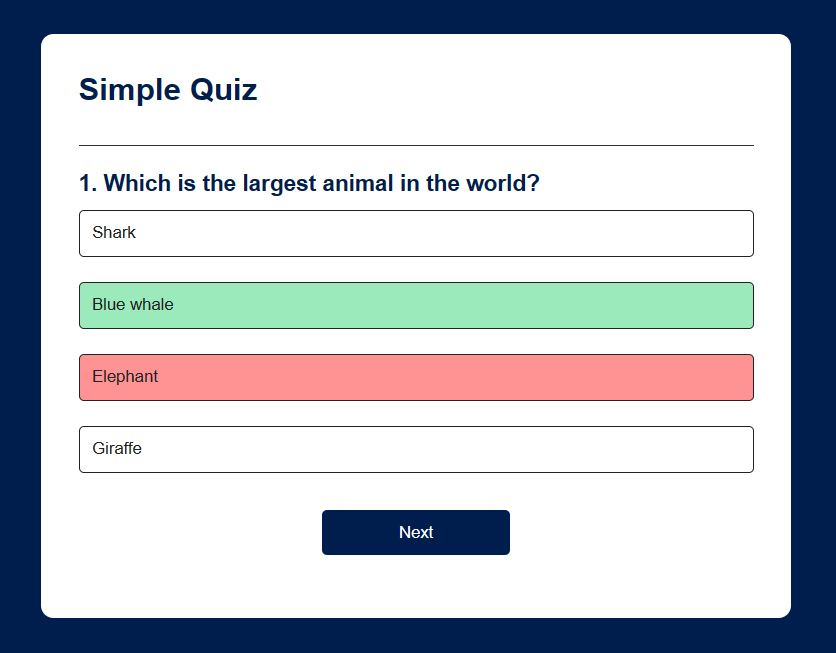 Simple Quiz
1. Which is the largest animal in the world?
Shark
Blue whale
Elephant
Giraffe
Next